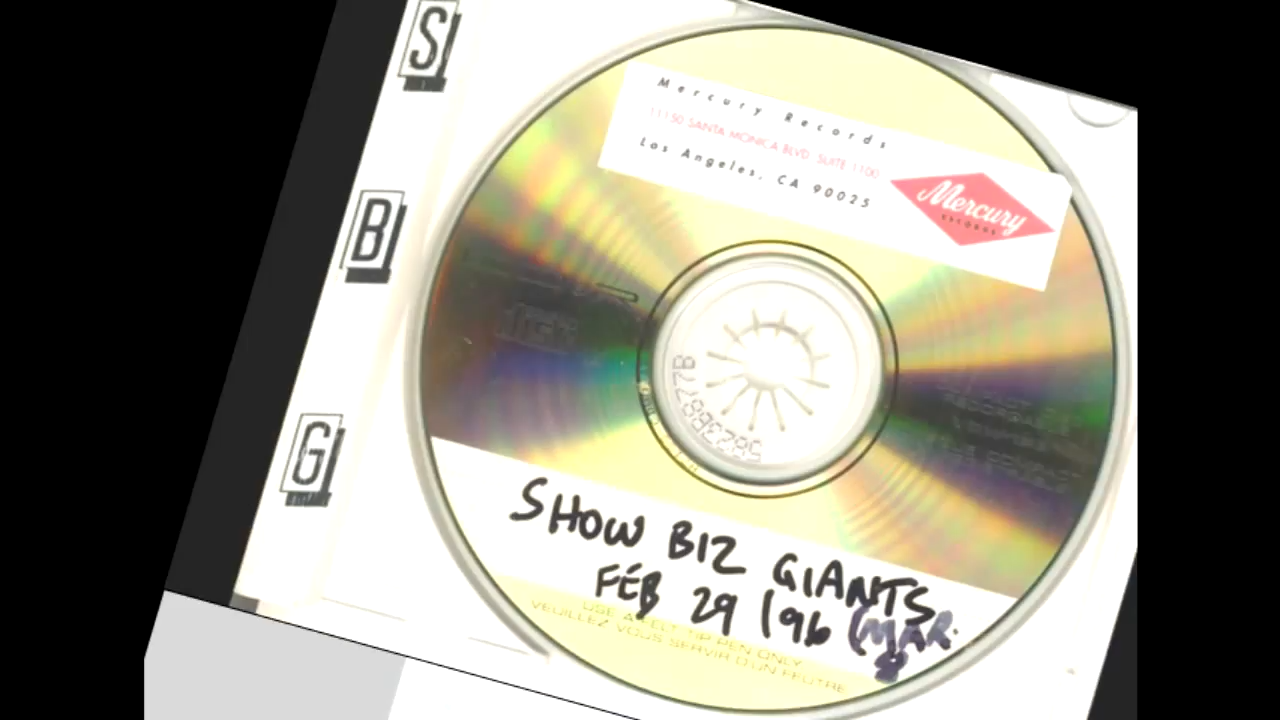 S
B
G
Mercury Records
11150 SANTA MONICA BLVD. SUITE 1100
Los Angeles, CA 90025
Mercury
RECORDS
SHOW BIZ GIANTS
FEB 29/96 (MAR.
USE A FELT TIP PEN ONLY
VEUILLEZ VOUS SERVIR D'UN FEUTRE